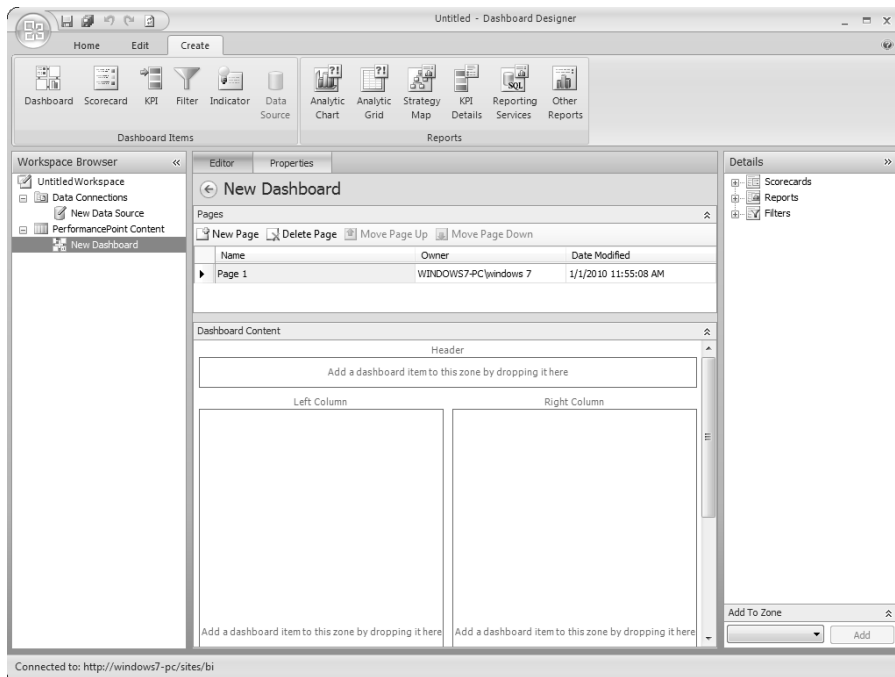 Untitled - Dashboard Designer
Home Edit Create
Dashboard Scorecard KPI Filter Indicator Data Source Analytic Chart Analytic Grid Strategy Map KPI Details Reporting Services Other Reports
Dashboard Items Reports
Workspace Browser «
Untitled Workspace
Data Connections
New Data Source
PerformancePoint Content
New Dashboard
Editor Properties
New Dashboard
Pages
New Page Delete Page Move Page Up Move Page Down
Name Owner Date Modified
Page 1 WINDOWS7-PC\windows 7 1/1/2010 11:55:08 AM
Dashboard Content
Header
Add a dashboard item to this zone by dropping it here
Left Column Right Column
Add a dashboard item to this zone by dropping it here Add a dashboard item to this zone by dropping it here
Details »
Scorecards
Reports
Filters
Add To Zone
Add
Connected to: http://windows7-pc/sites/bi